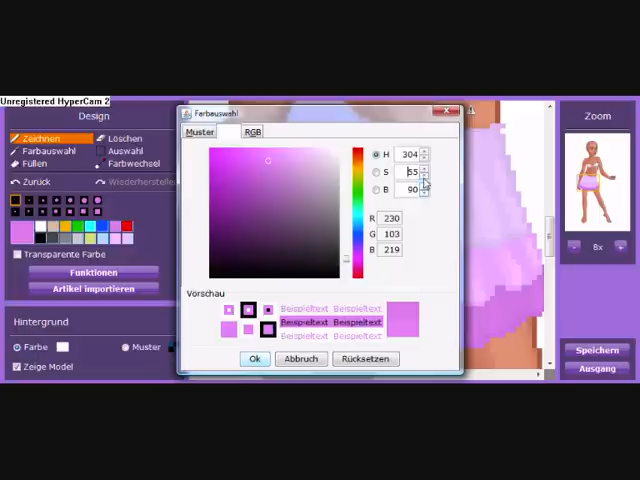 Unregistered HyperCam 2
Design
Zeichnen
Löschen
Farbauswahl
Auswahl
Füllen
Farbwechsel
Zurück
Wiederherstellen
Transparente Farbe
Funktionen
Artikel importieren
Hintergrund
Farbe
Muster
Zeige Model
Farbauswahl
Muster
RGB
H 304
S 55
B 90
R 230
G 103
B 219
Vorschau
Beispieltext Beispieltext
Beispieltext Beispieltext
Beispieltext Beispieltext
Ok
Abbruch
Rücksetzen
Zoom
8x
Speichern
Ausgang